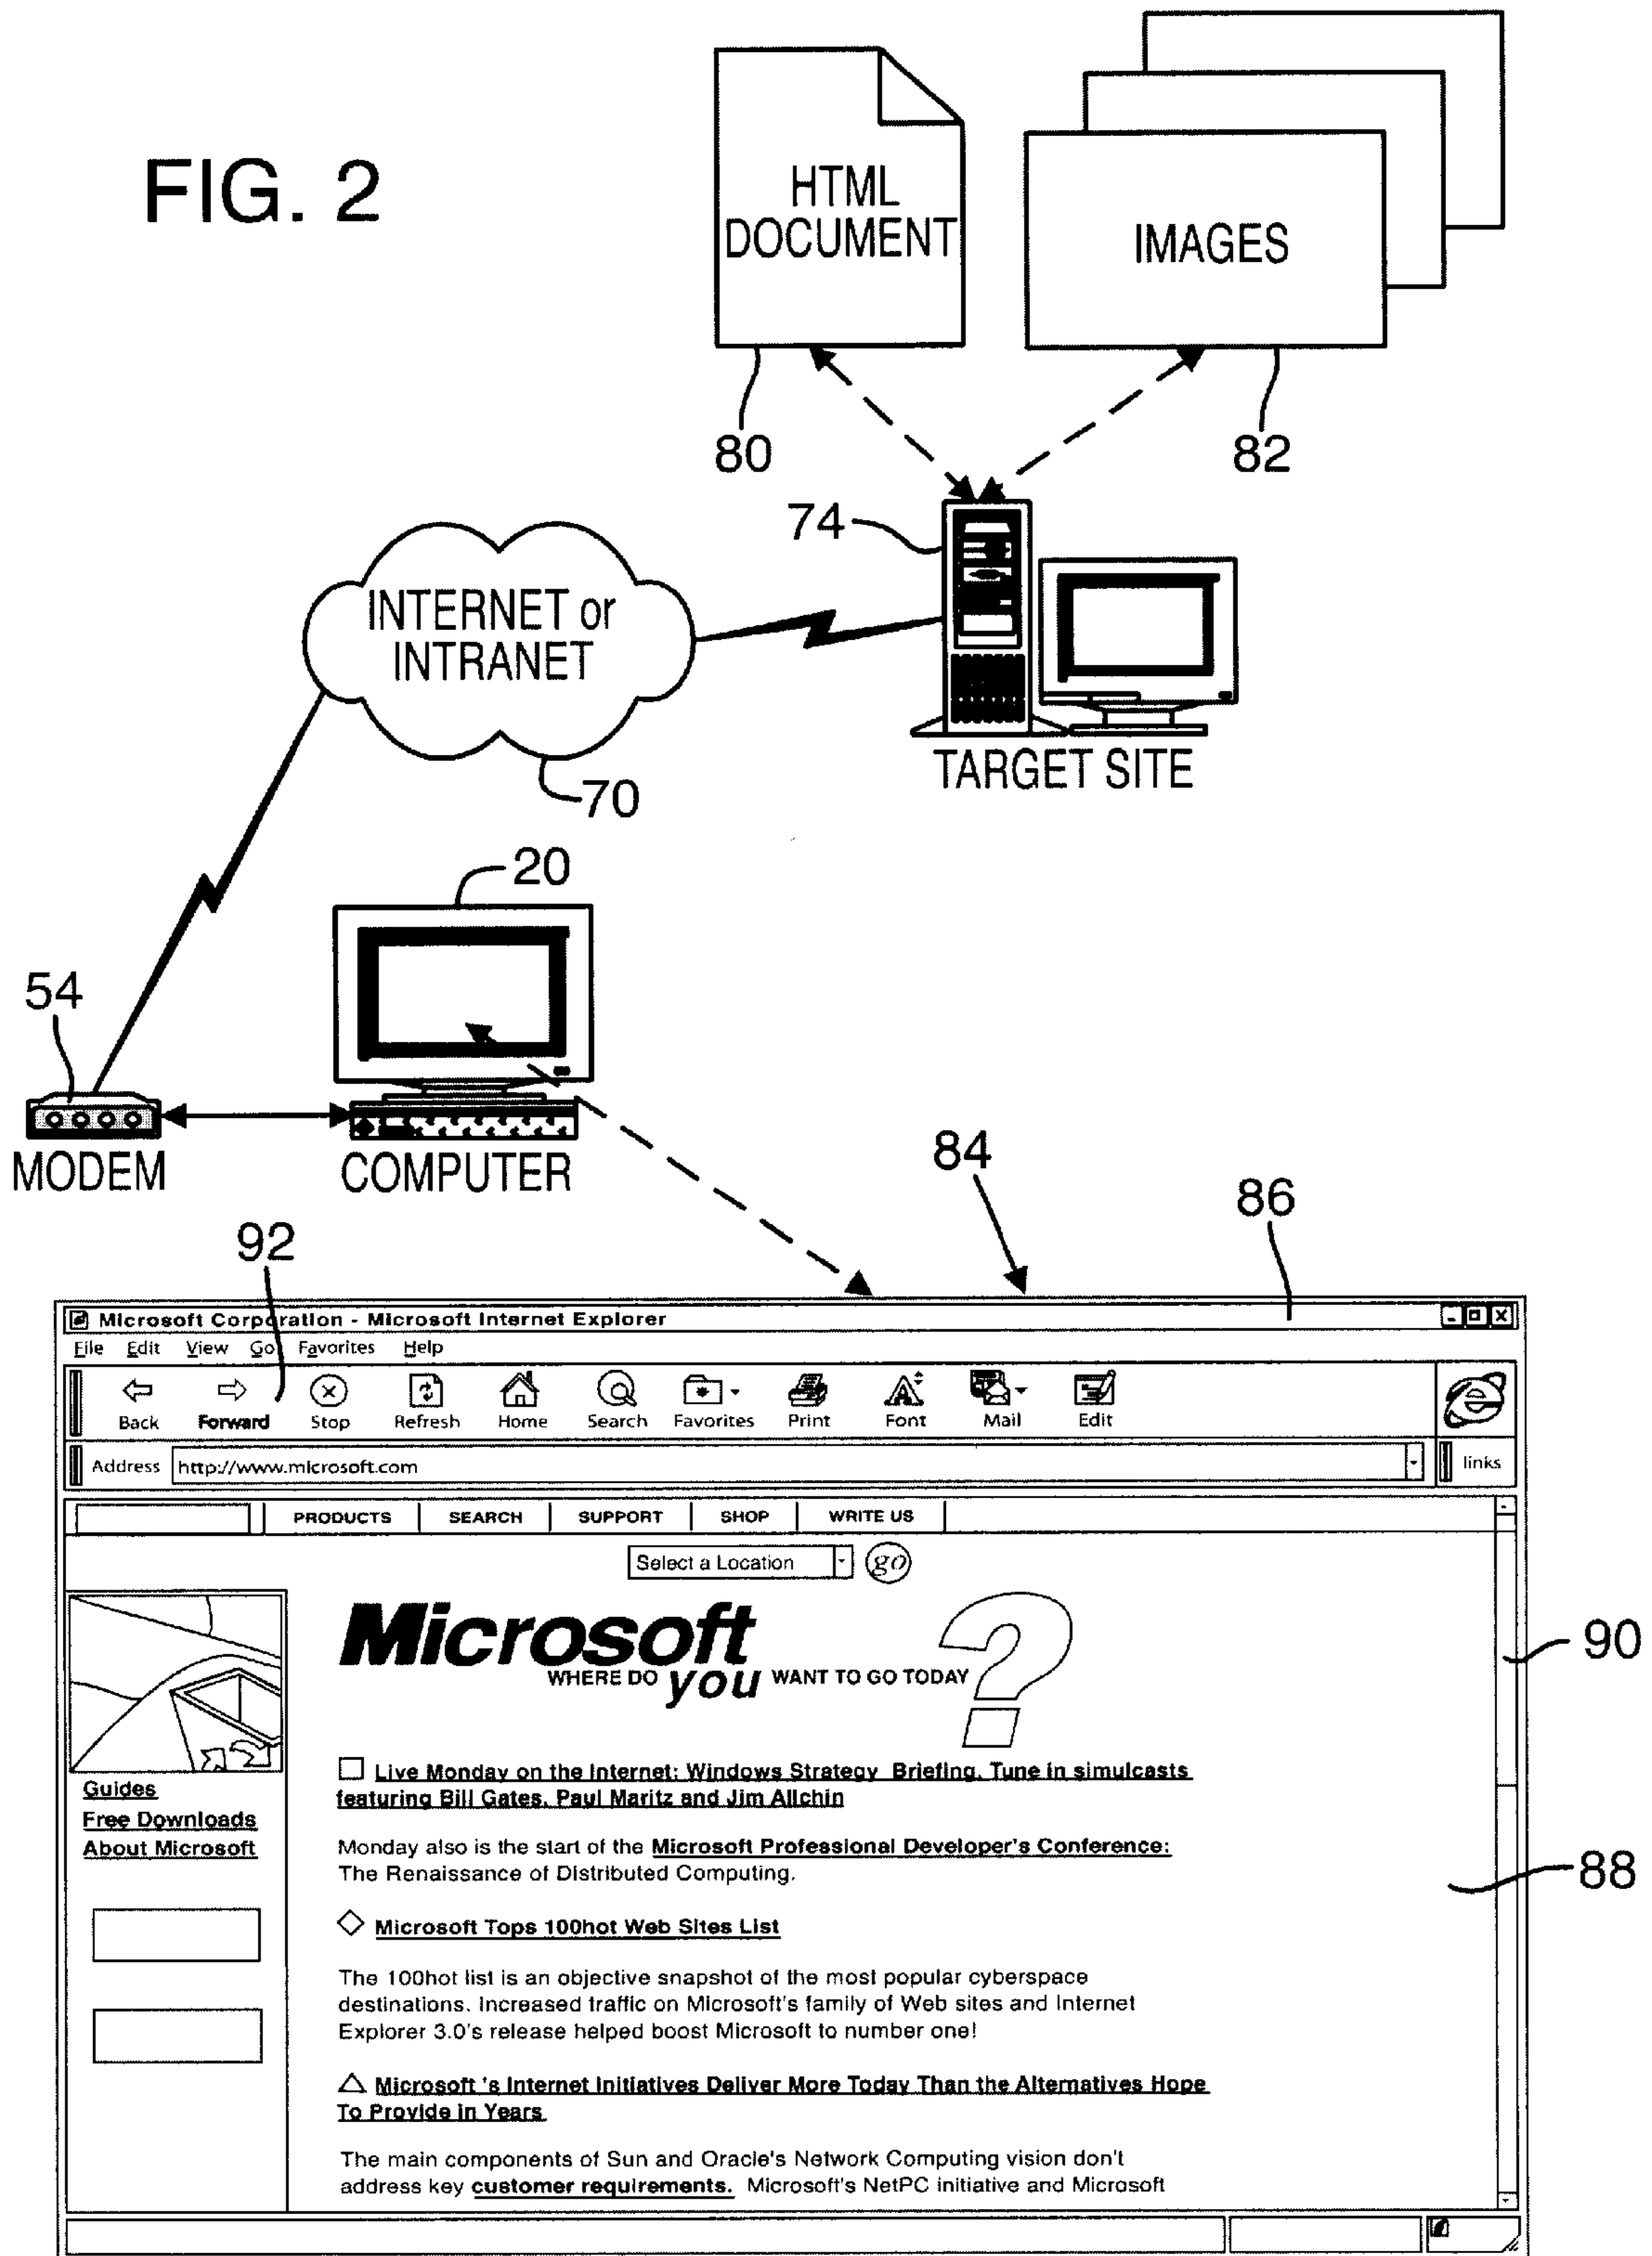 FIG. 2
HTML
DOCUMENT
IMAGES
80
82
74
INTERNET or
INTRANET
70
TARGET SITE
20
54
MODEM
COMPUTER
84
86
92
Microsoft Corporation - Microsoft Internet Explorer
File Edit View Go Favorites Help
Back Forward Stop Refresh Home Search Favorites Print Font Mail Edit
Address http://www.microsoft.com links
PRODUCTS SEARCH SUPPORT SHOP WRITE US
Select a Location go
Microsoft ?
WHERE DO you WANT TO GO TODAY
90
Live Monday on the Internet: Windows Strategy Briefing. Tune in simulcasts
featuring Bill Gates, Paul Maritz and Jim Allchin
Guides
Free Downloads
About Microsoft
Monday also is the start of the Microsoft Professional Developer's Conference:
The Renaissance of Distributed Computing.
88
Microsoft Tops 100hot Web Sites List
The 100hot list is an objective snapshot of the most popular cyberspace
destinations. Increased traffic on Microsoft's family of Web sites and Internet
Explorer 3.0's release helped boost Microsoft to number one!
Microsoft 's Internet Initiatives Deliver More Today Than the Alternatives Hope
To Provide in Years
The main components of Sun and Oracle's Network Computing vision don't
address key customer requirements. Microsoft's NetPC initiative and Microsoft